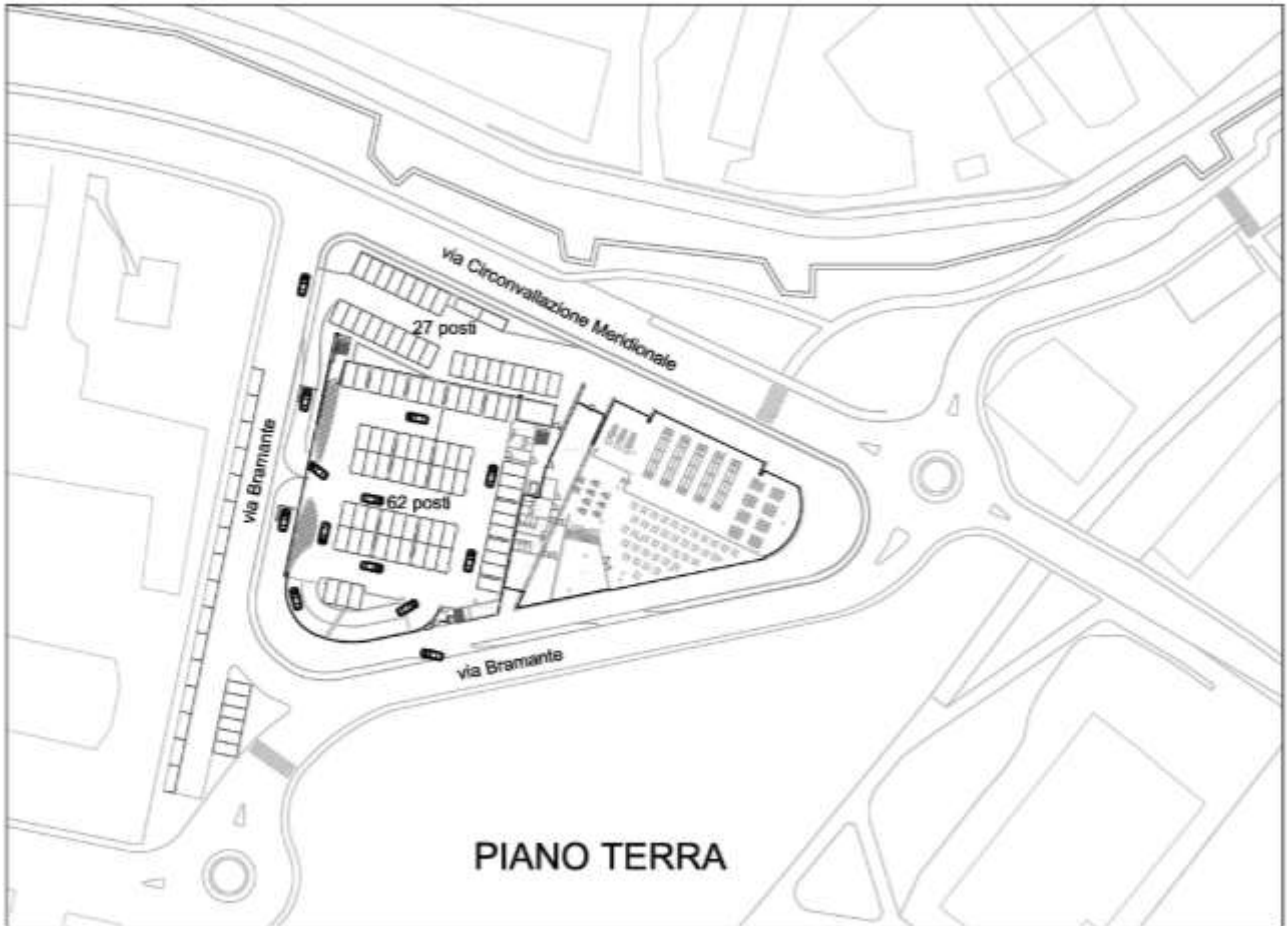 via Circonvallazione Meridionale
27 posti
via Bramante
62 posti
via Bramante
PIANO TERRA